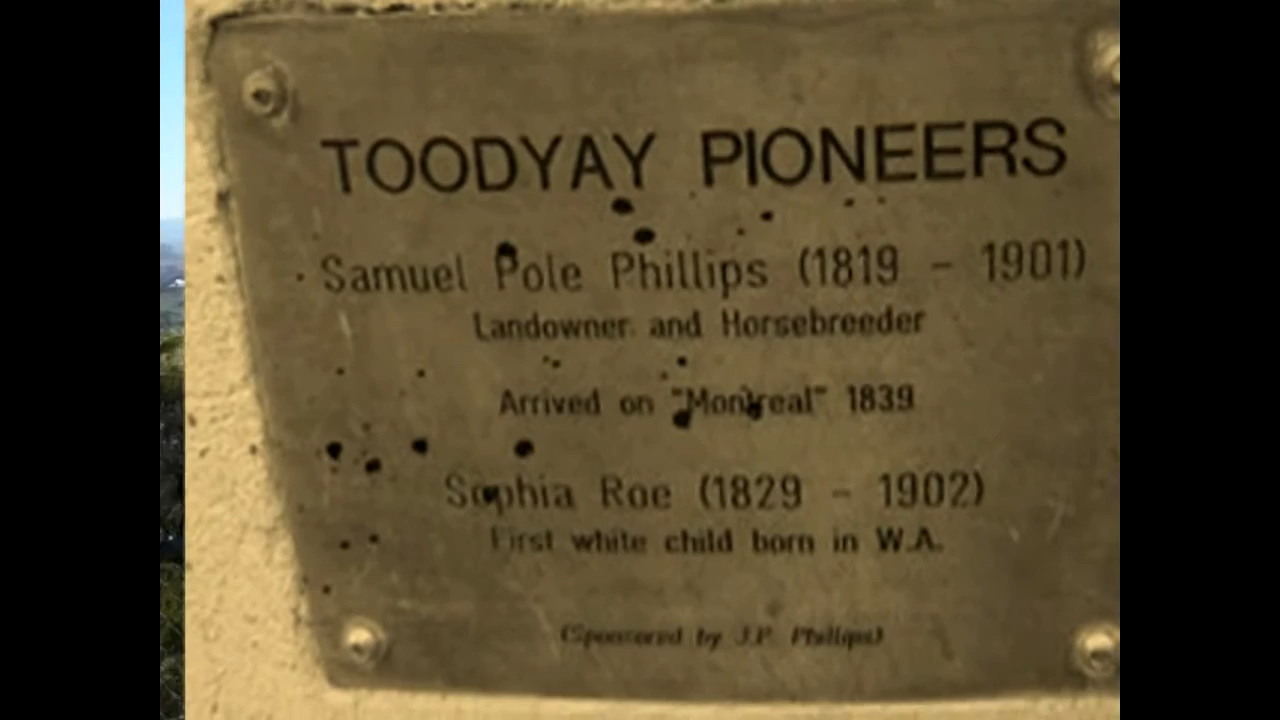 TOODYAY PIONEERS
Samuel Pole Phillips (1819 - 1901)
Landowner and Horsebreeder
Arrived on "Montreal" 1839
Sophia Roe (1829 - 1902)
First white child born in W.A.
(Sponsored by J.P. Phillips)